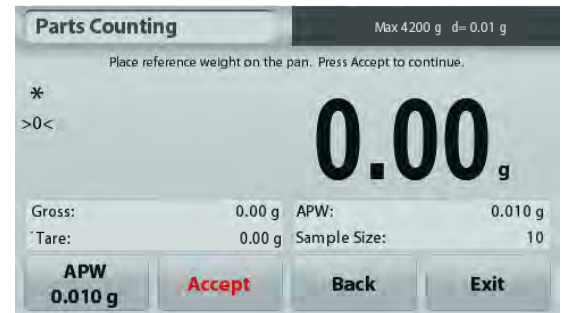 Parts Counting
Max 4200 g d= 0.01 g
Place reference weight on the pan. Press Accept to continue.
*
>0<
0.00 g
Gross: 0.00 g APW: 0.010 g
Tare: 0.00 g Sample Size: 10
APW
0.010 g
Accept Back Exit